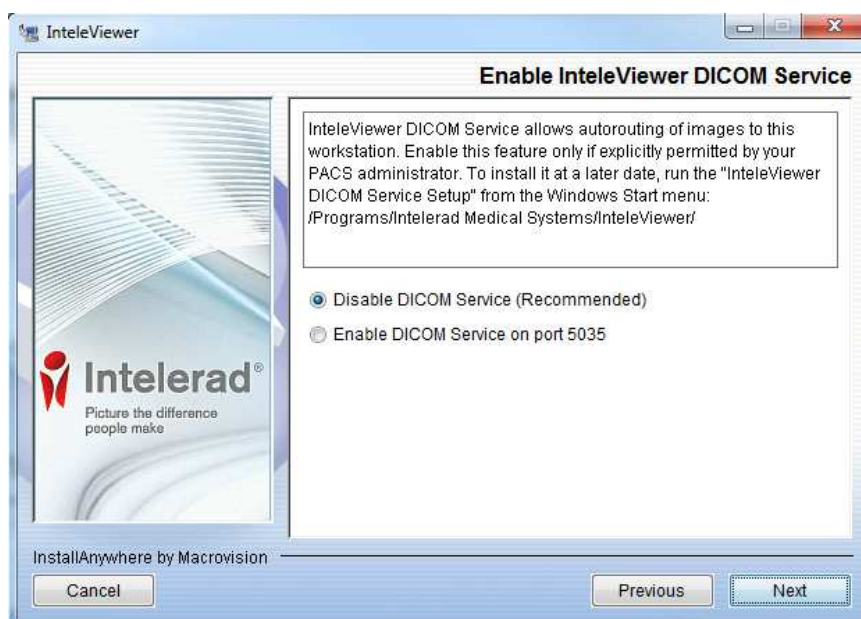 InteleViewer
Enable InteleViewer DICOM Service
InteleViewer DICOM Service allows autorouting of images to this
workstation. Enable this feature only if explicitly permitted by your
PACS administrator. To install it at a later date, run the "InteleViewer
DICOM Service Setup" from the Windows Start menu:
/Programs/Intelerad Medical Systems/InteleViewer/
Disable DICOM Service (Recommended)
Enable DICOM Service on port 5035
Intelerad®
Picture the difference
people make
InstallAnywhere by Macrovision
Cancel
Previous
Next